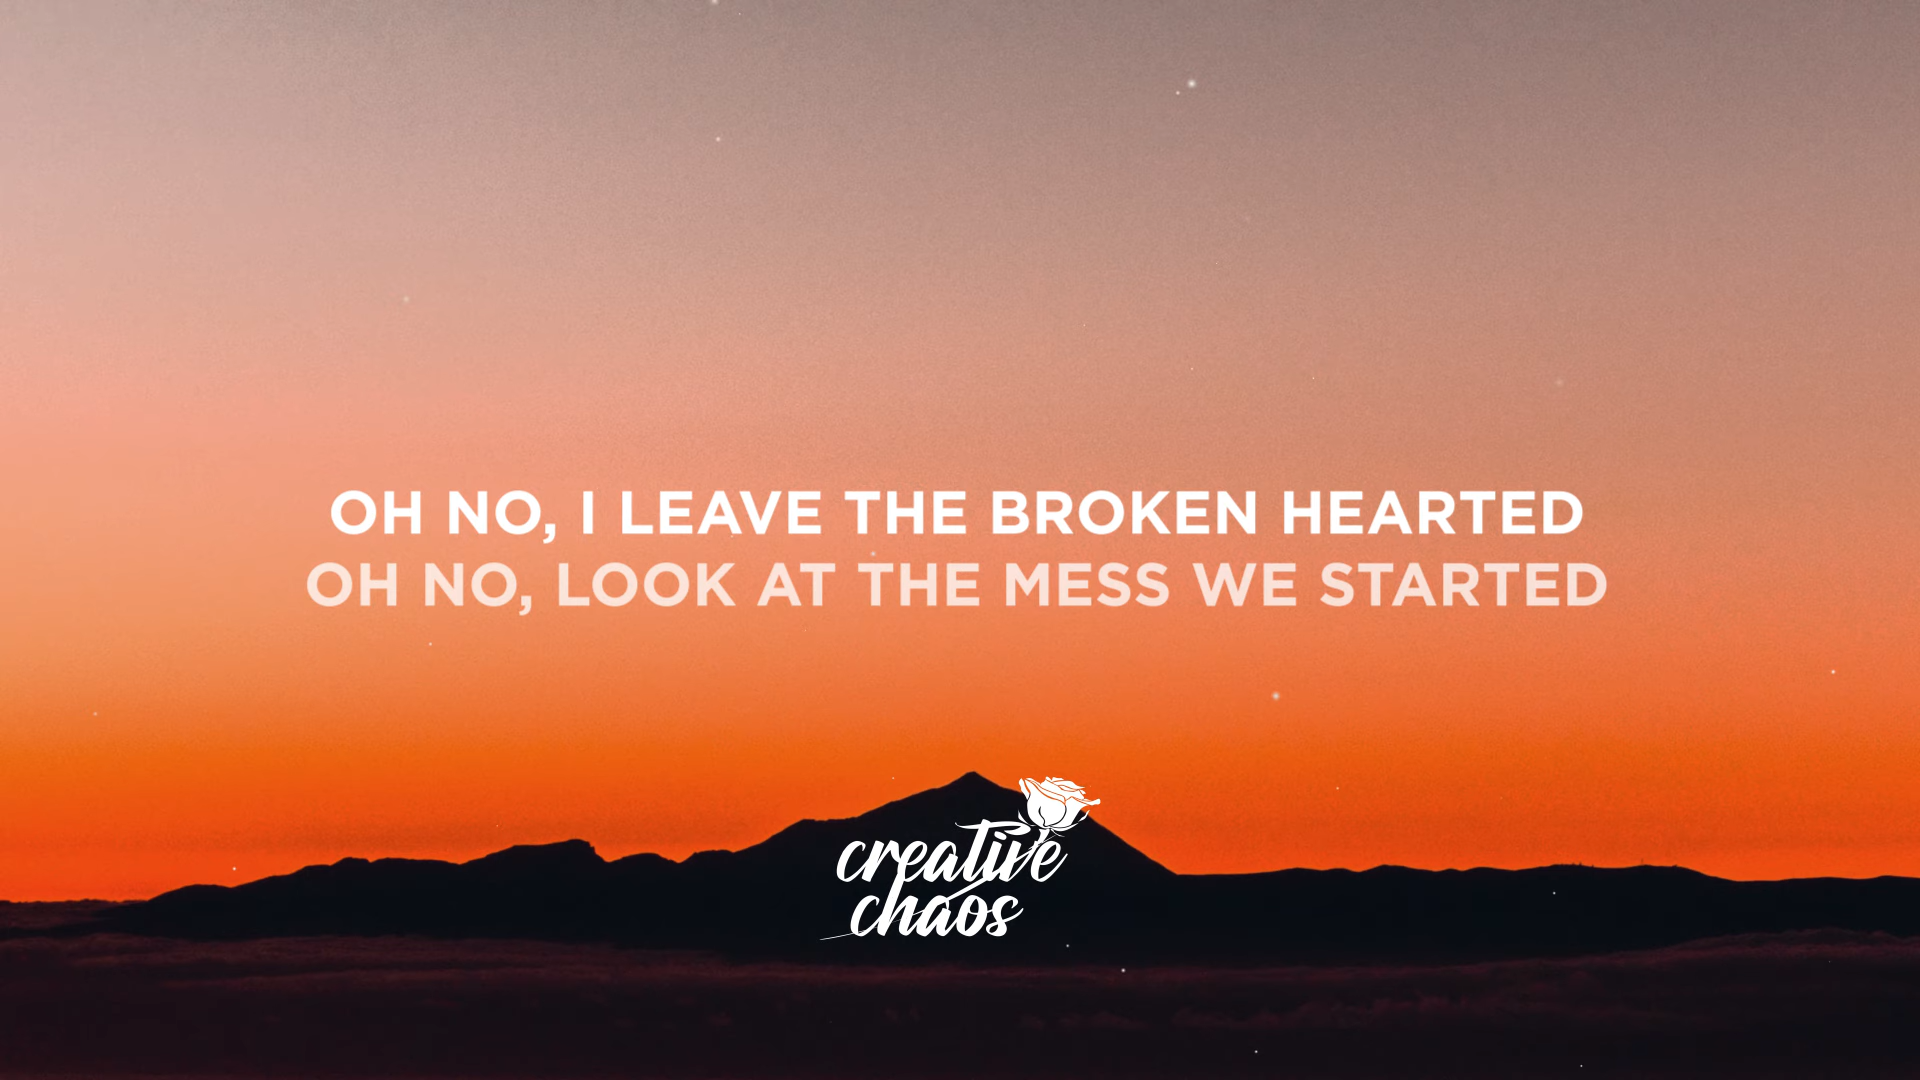 OH NO, I LEAVE THE BROKEN HEARTED
OH NO, LOOK AT THE MESS WE STARTED
creative
chaos